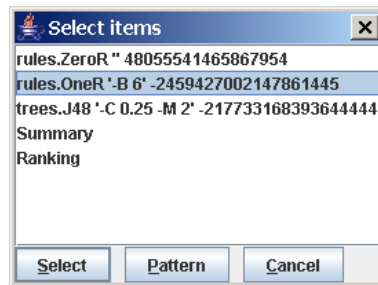 Select items
rules.ZeroR '' 48055541465867954
rules.OneR '-B 6' -2459427002147861445
trees.J48 '-C 0.25 -M 2' -217733168393644444
Summary
Ranking
Select
Pattern
Cancel